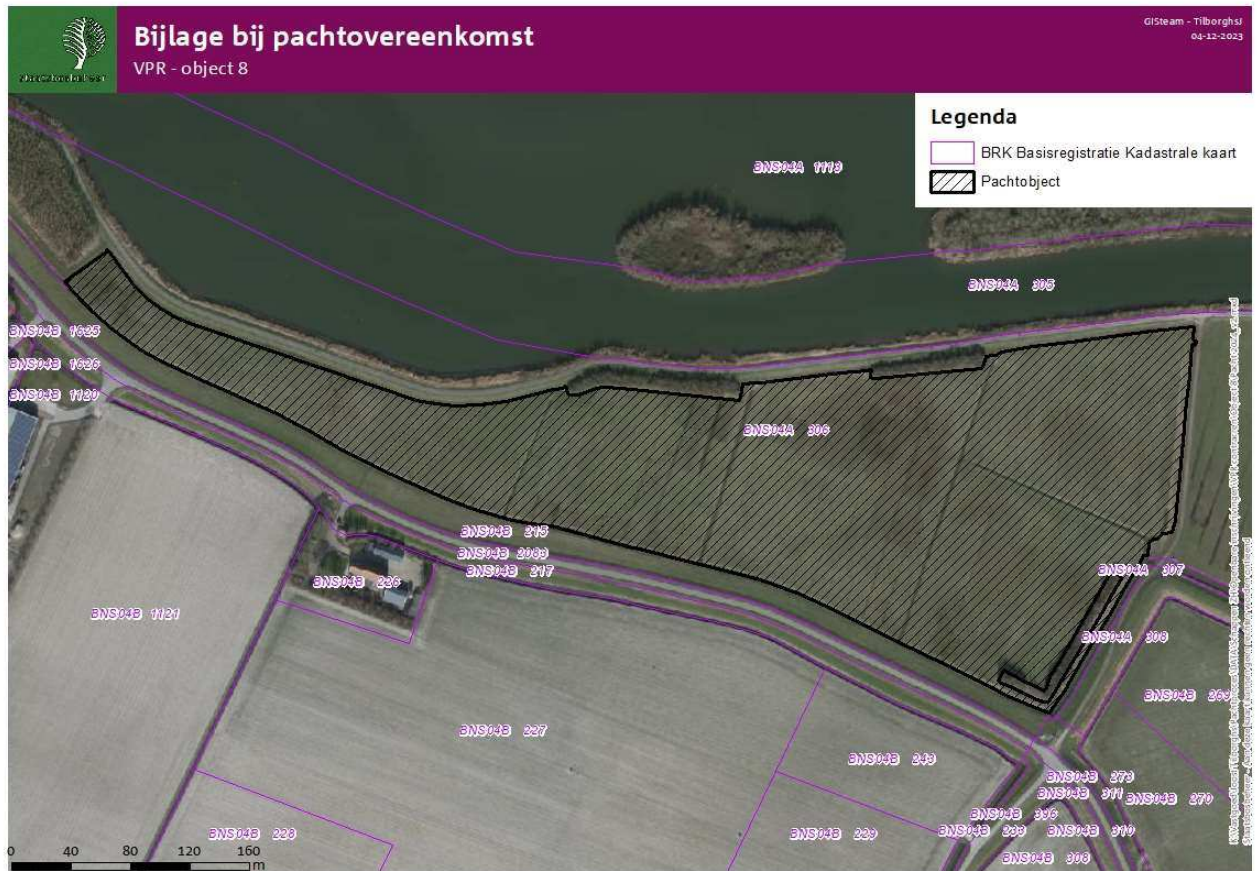 Bijlage bij pachtovereenkomst
VPR - object 8
GISteam - TilborghsJ
04-12-2023
Legenda
BRK Basisregistratie Kadastrale kaart
Pachtobject
BNS04A 1119
BNS04A 305
BNS04B 1625
BNS04B 1626
BNS04B 1120
BNS04A 306
BNS04B 215
BNS04B 2083
BNS04B 217
BNS04A 307
BNS04B 226
BNS04B 1121
BNS04A 308
BNS04B 269
BNS04B 227
BNS04B 243
BNS04B 273
BNS04B 311
BNS04B 270
BNS04B 396
BNS04B 228
BNS04B 229
BNS04B 239
BNS04B 310
BNS04B 308
0 40 80 120 160
m